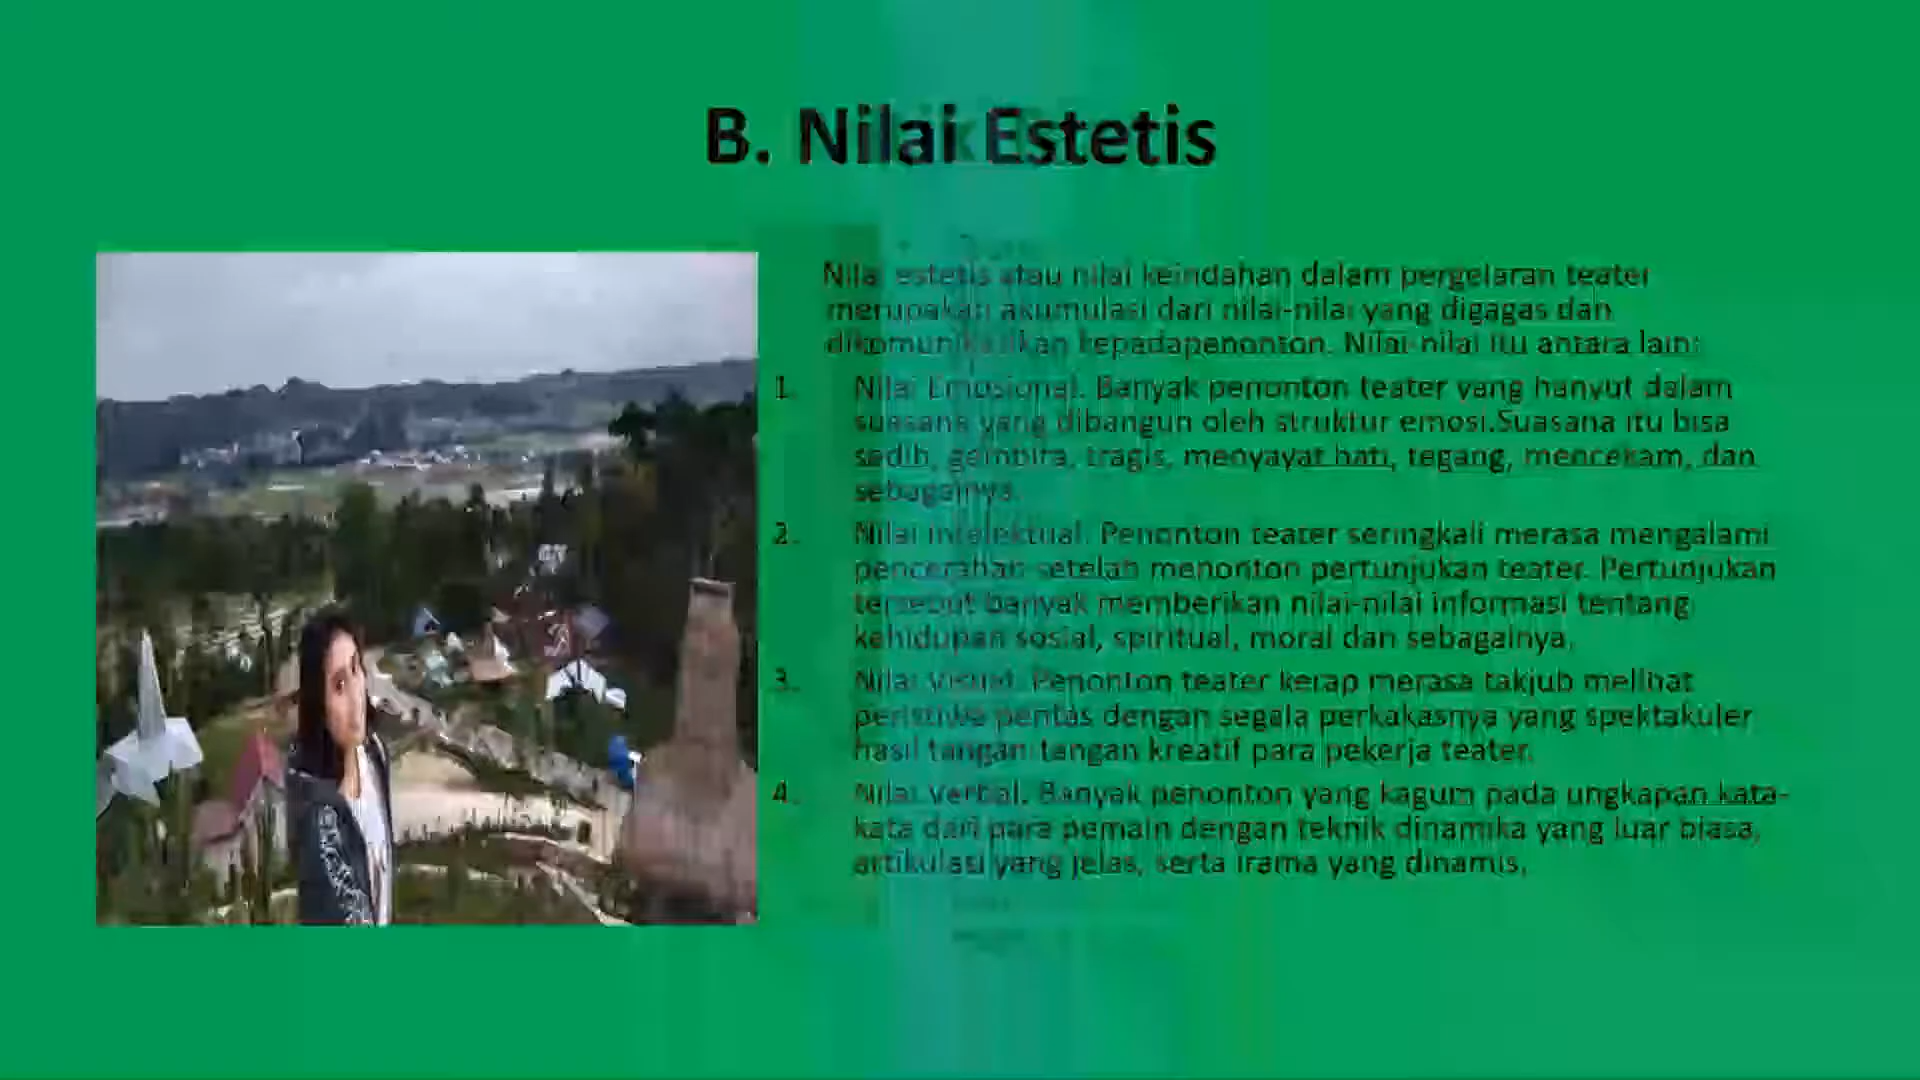 B. Nilai Estetis
Nilai estetis atau nilai keindahan dalam pergelaran teater
merupakan akumulasi dari nilai-nilai yang digagas dan
dikomunikasikan kepadapenonton. Nilai-nilai itu antara lain:
1. Nilai Emosional. Banyak penonton teater yang hanyut dalam
suasana yang dibangun oleh struktur emosi.Suasana itu bisa
sedih, gembira, tragis, menyayat hati, tegang, mencekam, dan
sebagainya.
2. Nilai Intelektual. Penonton teater seringkali merasa mengalami
pencerahan setelah menonton pertunjukan teater. Pertunjukan
tersebut banyak memberikan nilai-nilai informasi tentang
kehidupan sosial, spiritual, moral dan sebagainya.
3. Nilai Visual. Penonton teater kerap merasa takjub melihat
peristiwa pentas dengan segala perkakasnya yang spektakuler
hasil tangan-tangan kreatif para pekerja teater.
4. Nilai Verbal. Banyak penonton yang kagum pada ungkapan kata-
kata dari para pemain dengan teknik dinamika yang luar biasa,
artikulasi yang jelas, serta irama yang dinamis.